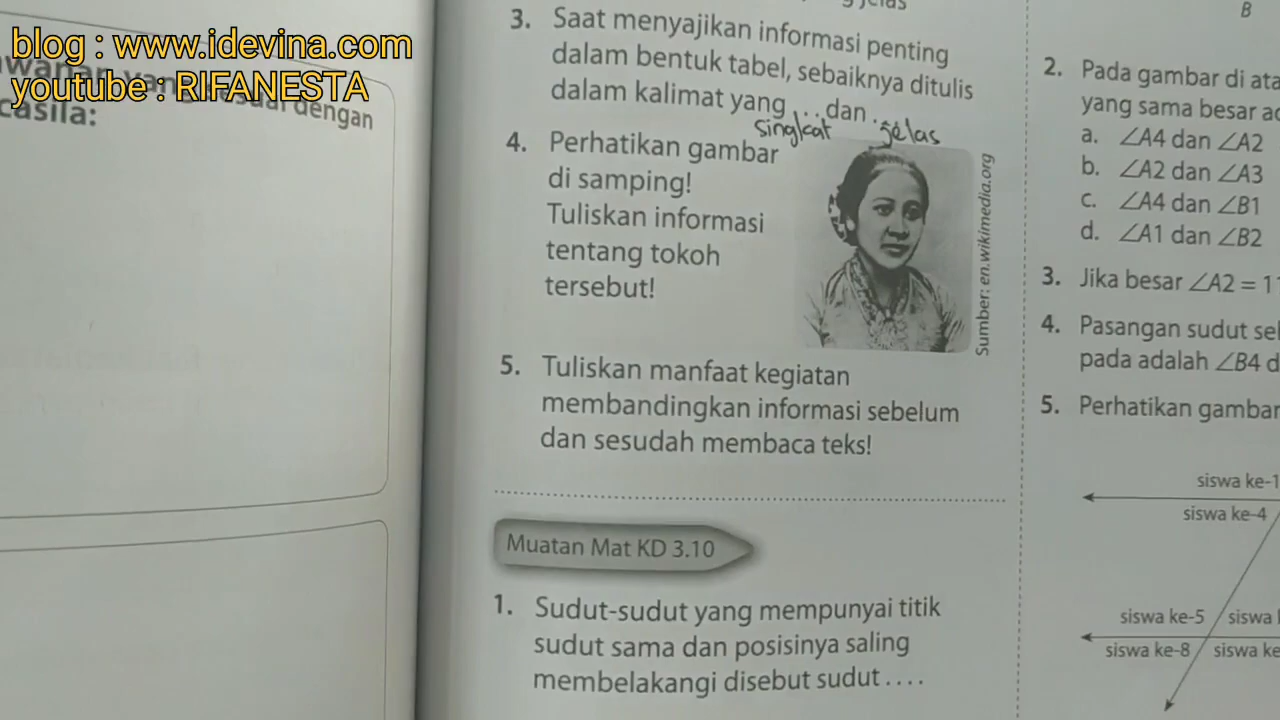 blog : www.idevina.com
youtube : RIFANESTA
yang sesuai dengan
casila:
3. Saat menyajikan informasi penting
dalam bentuk tabel, sebaiknya ditulis
dalam kalimat yang ... dan ...
singkat jelas
4. Perhatikan gambar
di samping!
Tuliskan informasi
tentang tokoh
tersebut!
Sumber: en.wikimedia.org
5. Tuliskan manfaat kegiatan
membandingkan informasi sebelum
dan sesudah membaca teks!
Muatan Mat KD 3.10
1. Sudut-sudut yang mempunyai titik
sudut sama dan posisinya saling
membelakangi disebut sudut . . . .
B
2. Pada gambar di ata
yang sama besar
a. ∠A4 dan ∠A2
b. ∠A2 dan ∠A3
c. ∠A4 dan ∠B1
d. ∠A1 dan ∠B2
3. Jika besar ∠A2 = 1
4. Pasangan sudut
pada adalah ∠B4
5. Perhatikan gambar
siswa ke-1
siswa ke-4
siswa ke-5 siswa
siswa ke-8 siswa ke